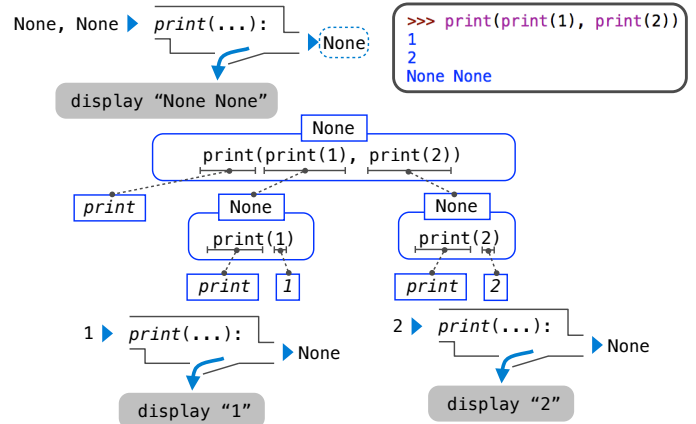 None, None
print(...):
None
display “None None”
>>> print(print(1), print(2))
1
2
None None
None
print(print(1), print(2))
print
None
None
print(1)
print(2)
print
1
print
2
1
print(...):
None
display “1”
2
print(...):
None
display “2”